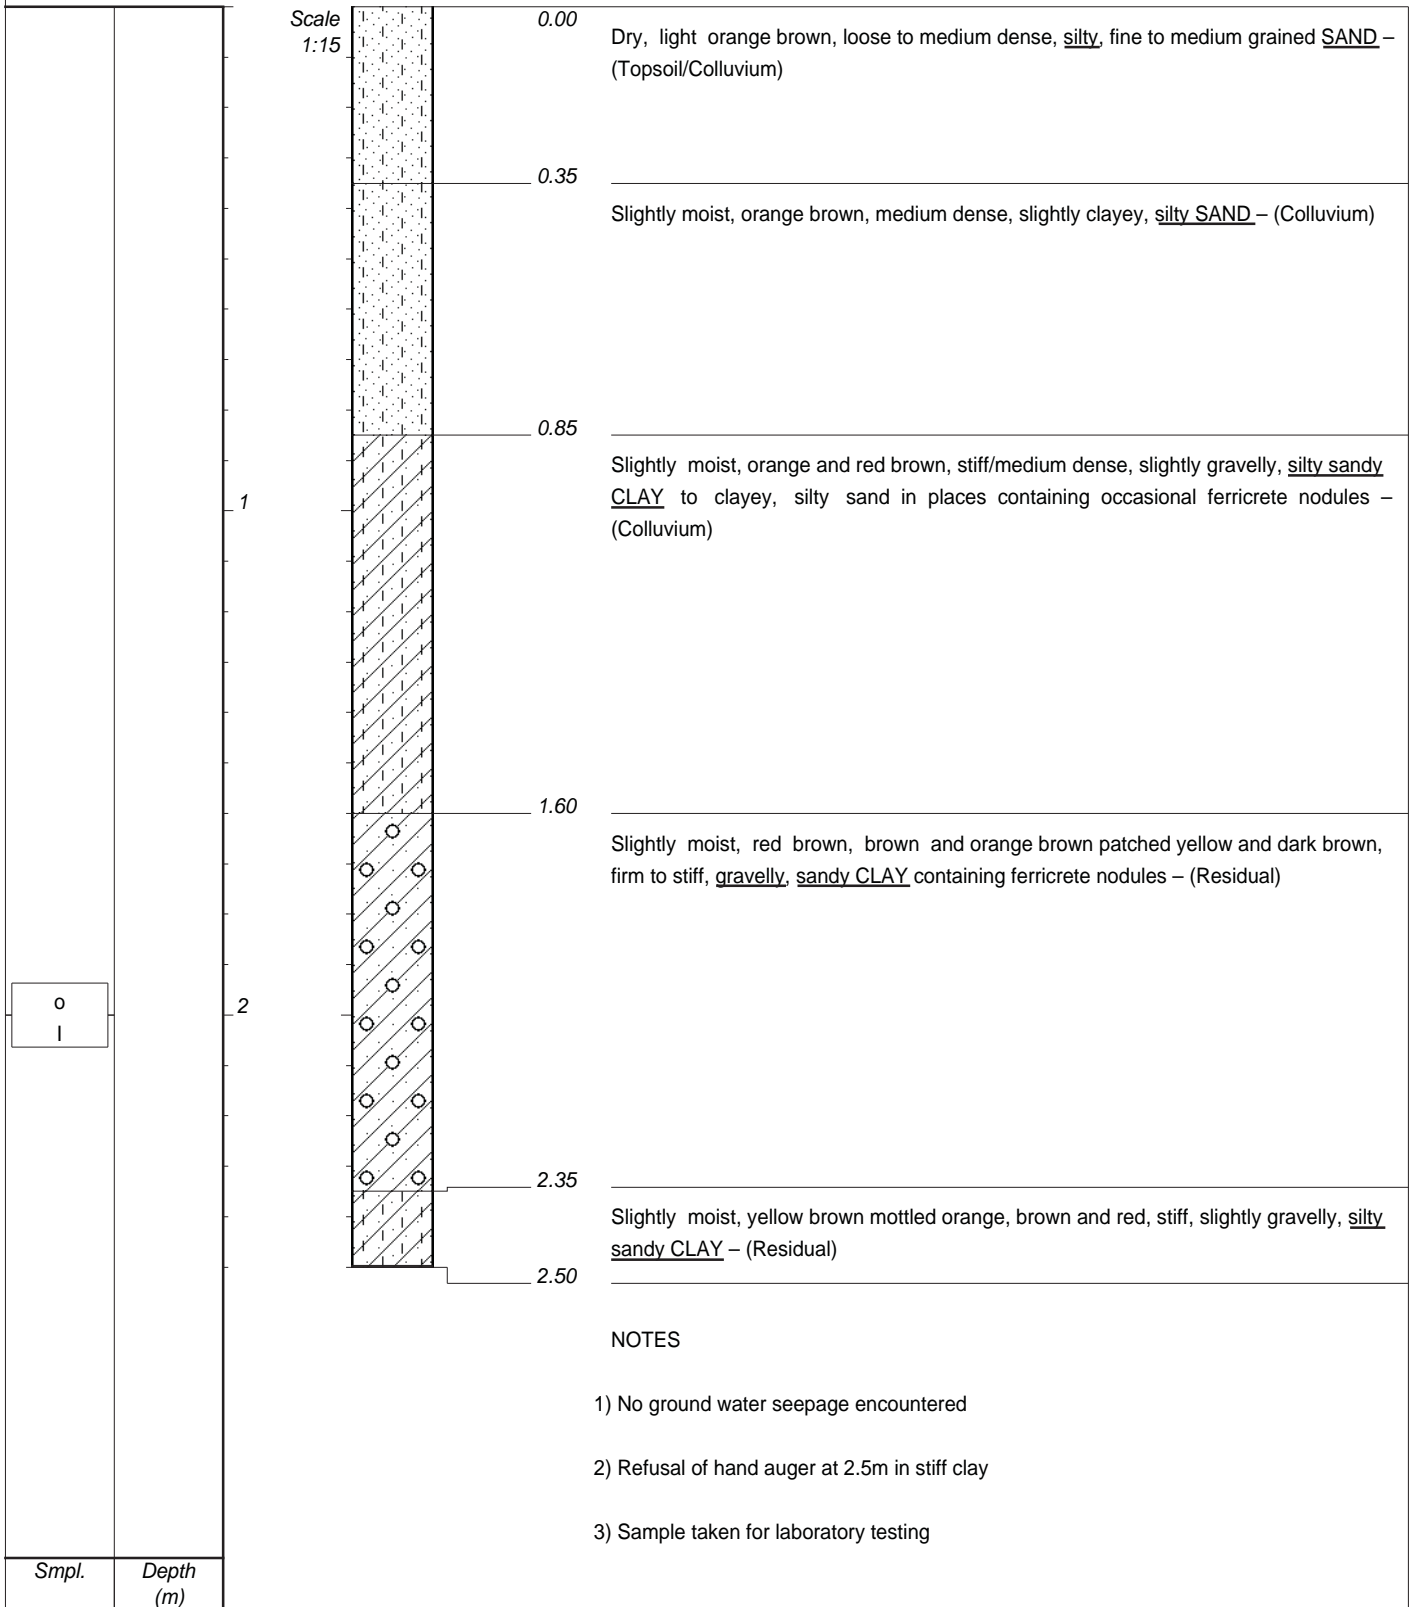 Scale
1:15
0.00
Dry, light orange brown, loose to medium dense, silty, fine to medium grained SAND –
(Topsoil/Colluvium)
0.35
Slightly moist, orange brown, medium dense, slightly clayey, silty SAND – (Colluvium)
0.85
Slightly moist, orange and red brown, stiff/medium dense, slightly gravelly, silty sandy
CLAY to clayey, silty sand in places containing occasional ferricrete nodules –
(Colluvium)
1
1.60
Slightly moist, red brown, brown and orange brown patched yellow and dark brown,
firm to stiff, gravelly, sandy CLAY containing ferricrete nodules – (Residual)
o
I
2
2.35
Slightly moist, yellow brown mottled orange, brown and red, stiff, slightly gravelly, silty
sandy CLAY – (Residual)
2.50
NOTES
1) No ground water seepage encountered
2) Refusal of hand auger at 2.5m in stiff clay
3) Sample taken for laboratory testing
Smpl.
Depth
(m)